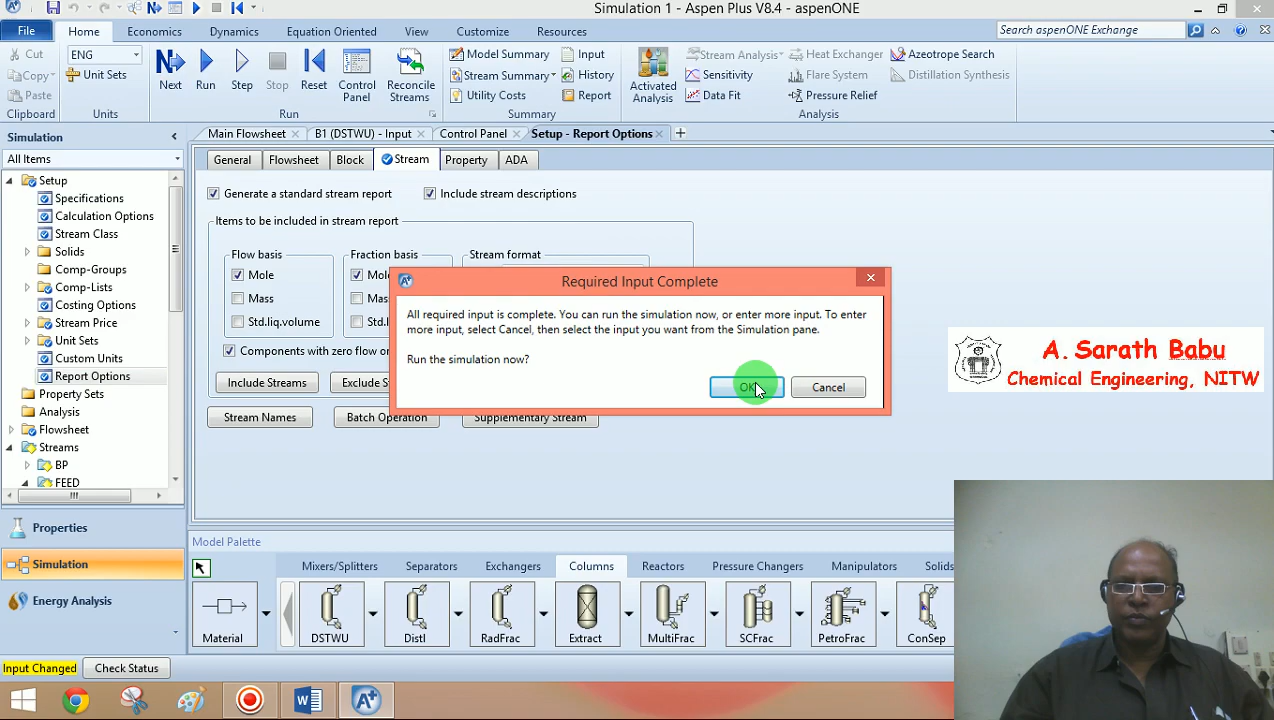 Simulation 1 - Aspen Plus V8.4 - aspenONE
File
Home
Economics
Dynamics
Equation Oriented
View
Customize
Resources
Search aspenONE Exchange
Cut
Copy
Paste
Clipboard
ENG
Unit Sets
Units
Next
Run
Step
Stop
Reset
Control Panel
Reconcile Streams
Run
Model Summary
Input
Stream Summary
History
Utility Costs
Report
Summary
Activated Analysis
Stream Analysis
Heat Exchanger
Azeotrope Search
Sensitivity
Flare System
Distillation Synthesis
Data Fit
Pressure Relief
Analysis
Simulation
All Items
Setup
Specifications
Calculation Options
Stream Class
Solids
Comp-Groups
Comp-Lists
Costing Options
Stream Price
Unit Sets
Custom Units
Report Options
Property Sets
Analysis
Flowsheet
Streams
BP
FEED
Properties
Simulation
Energy Analysis
Main Flowsheet
B1 (DSTWU) - Input
Control Panel
Setup - Report Options
General
Flowsheet
Block
Stream
Property
ADA
Generate a standard stream report
Include stream descriptions
Items to be included in stream report
Flow basis
Fraction basis
Stream format
Mole
Mass
Std.liq.volume
Components with zero flow or
Include Streams
Stream Names
Batch Operation
Supplementary Stream
Required Input Complete
All required input is complete. You can run the simulation now, or enter more input. To enter
more input, select Cancel, then select the input you want from the Simulation pane.
Run the simulation now?
OK
Cancel
A. Sarath Babu
Chemical Engineering, NITW
Model Palette
Mixers/Splitters
Separators
Exchangers
Columns
Reactors
Pressure Changers
Manipulators
Solids
Material
DSTWU
Distl
RadFrac
Extract
MultiFrac
SCFrac
PetroFrac
ConSep
Input Changed
Check Status